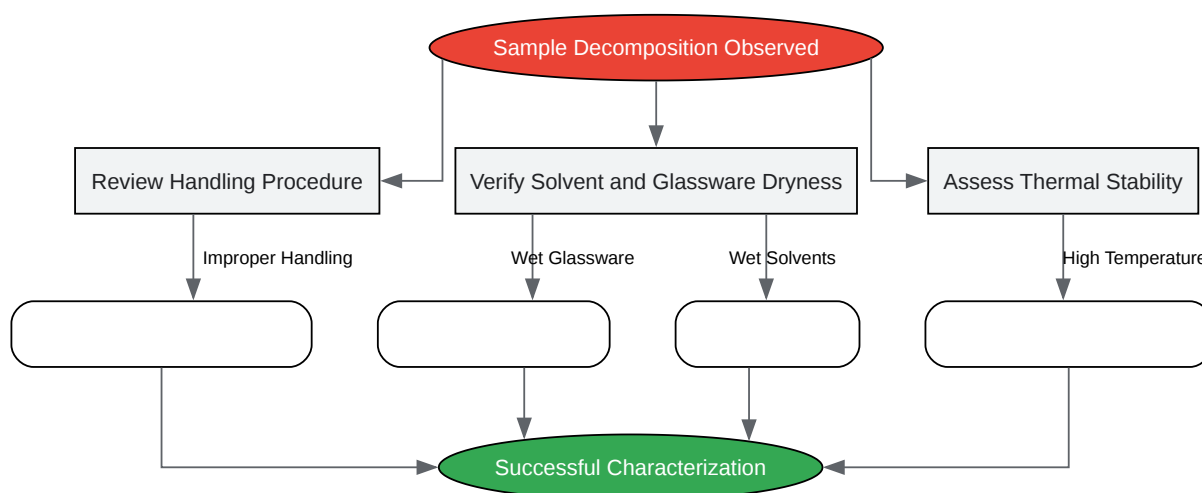 Sample Decomposition Observed
Review Handling Procedure
Verify Solvent and Glassware Dryness
Assess Thermal Stability
Improper Handling
Wet Glassware
Wet Solvents
High Temperature
Successful Characterization